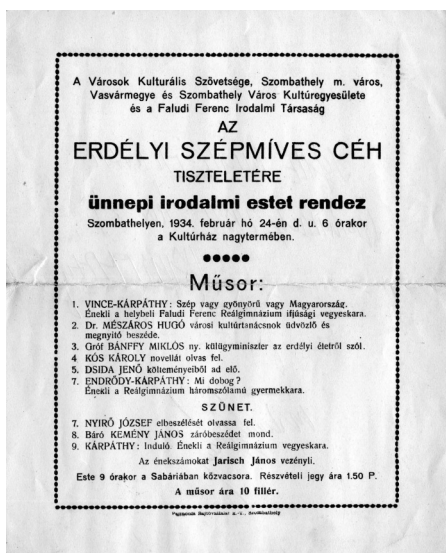 A Városok Kulturális Szövetsége, Szombathely m. város,
Vasvármegye és Szombathely Város Kultúregyesülete
és a Faludi Ferenc Irodalmi Társaság
AZ
ERDÉLYI SZÉPMÍVES CÉH
TISZTELETÉRE
ünnepi irodalmi estet rendez
Szombathelyen, 1934. február hó 24-én d. u. 6 órakor
a Kultúrház nagytermében.
Műsor:
1. VINCE-KÁRPÁTHY: Szép vagy gyönyörü vagy Magyarország.
Énekli a helybeli Faludi Ferenc Reálgimnázium ifjúsági vegyeskara.
2. Dr. MÉSZÁROS HUGÓ városi kultúrtanácsnok üdvözlő és
megnyitó beszéde.
3. Gróf BÁNFFY MIKLÓS ny. külügyminiszter az erdélyi életről szól.
4. KÓS KÁROLY novellát olvas fel.
5. DSIDA JENŐ költeményeiből ad elő.
7. ENDRŐDY-KÁRPÁTHY: Mi dobog?
Énekli a Reálgimnázium háromszólamú gyermekkara.
SZÜNET.
7. NYIRŐ JÓZSEF elbeszélését olvassa fel.
8. Báró KEMÉNY JÁNOS záróbeszédet mond.
9. KÁRPÁTHY: Induló. Énekli a Reálgimnázium vegyeskara.
Az énekszámokat Jarisch János vezényli.
Este 9 órakor a Sabáriában közvacsora. Részvételi jegy ára 1.50 P.
A műsor ára 10 fillér.